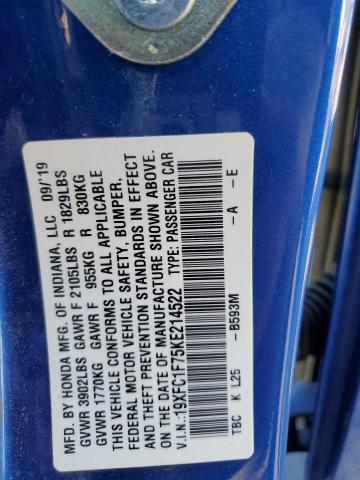 MFD. BY HONDA MFG. OF INDIANA, LLC 09/'19
GVWR 3902LBS GAWR F 2105LBS R 1829LBS
GVWR 1770KG GAWR F 955KG R 830KG
THIS VEHICLE CONFORMS TO ALL APPLICABLE
FEDERAL MOTOR VEHICLE SAFETY, BUMPER,
AND THEFT PREVENTION STANDARDS IN EFFECT
ON THE DATE OF MANUFACTURE SHOWN ABOVE.
V.I.N.:19XFC1F75KE214522 TYPE: PASSENGER CAR
TBC K L25 -B593M -A -E